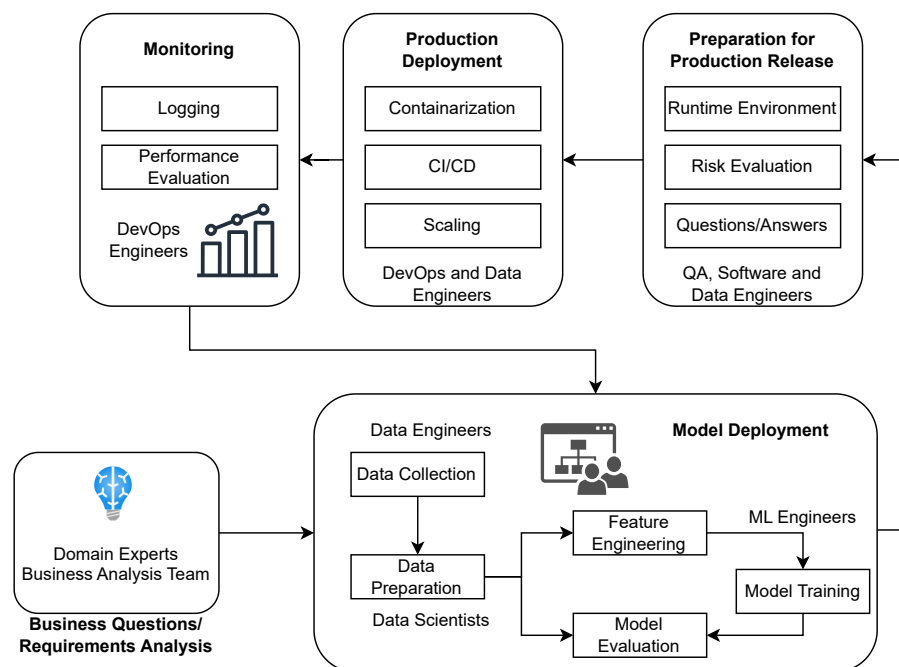 Monitoring
Logging
Performance
Evaluation
DevOps
Engineers
Production
Deployment
Containarization
CI/CD
Scaling
DevOps and Data
Engineers
Preparation for
Production Release
Runtime Environment
Risk Evaluation
Questions/Answers
QA, Software and
Data Engineers
Domain Experts
Business Analysis Team
Business Questions/
Requirements Analysis
Model Deployment
Data Engineers
Data Collection
Data
Preparation
Data Scientists
Feature
Engineering
ML Engineers
Model Training
Model
Evaluation